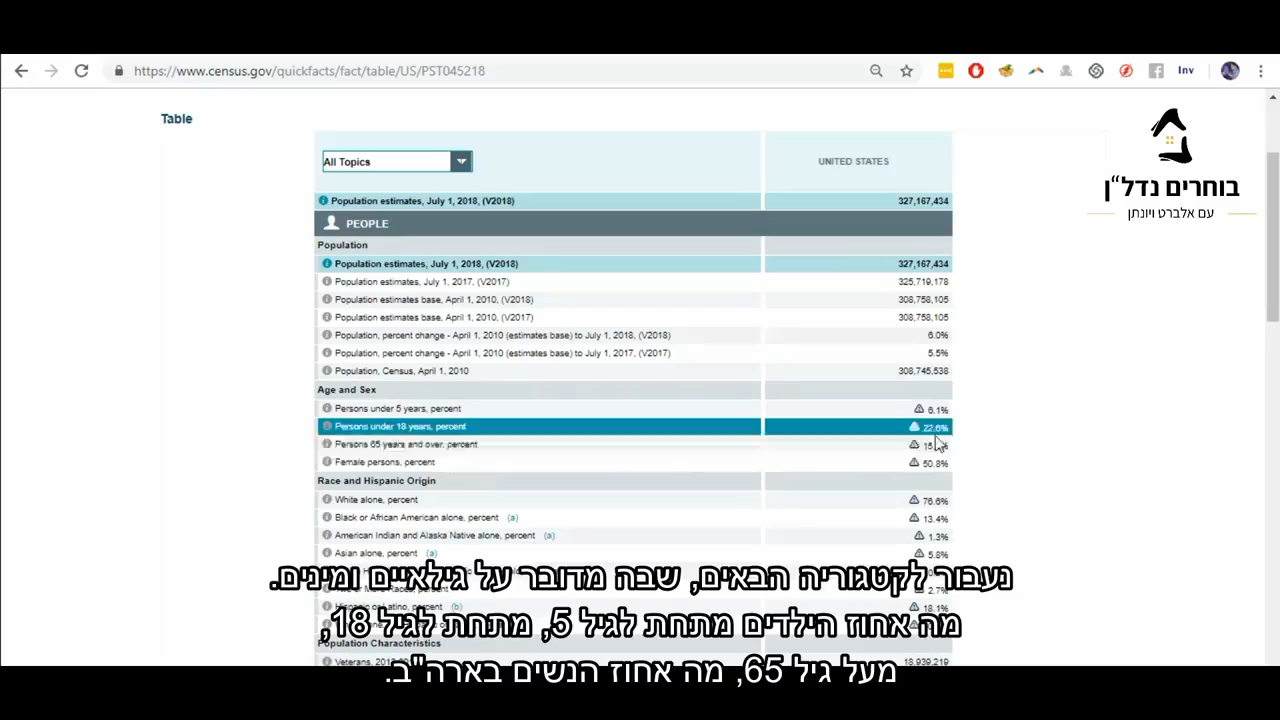 https://www.census.gov/quickfacts/fact/table/US/PST045218
Inv
Table
בוחרים נדל"ן
עם אלברט ויונתן
All Topics
UNITED STATES
Population estimates, July 1, 2018, (V2018) 327,167,434
PEOPLE
Population
Population estimates, July 1, 2018, (V2018) 327,167,434
Population estimates, July 1, 2017, (V2017) 325,719,178
Population estimates base, April 1, 2010, (V2018) 308,758,105
Population estimates base, April 1, 2010, (V2017) 308,758,105
Population, percent change - April 1, 2010 (estimates base) to July 1, 2018, (V2018) 6.0%
Population, percent change - April 1, 2010 (estimates base) to July 1, 2017, (V2017) 5.5%
Population, Census, April 1, 2010 308,745,538
Age and Sex
Persons under 5 years, percent 6.1%
Persons under 18 years, percent 22.6%
Persons 65 years and over, percent
Female persons, percent 50.8%
Race and Hispanic Origin
White alone, percent 76.6%
Black or African American alone, percent (a) 13.4%
American Indian and Alaska Native alone, percent (a) 1.3%
Asian alone, percent (a) 5.8%
2.7%
Hispanic or Latino, percent (b) 18.1%
Population Characteristics
Veterans, 18,939,219
נעבור לקטגוריה הבאים, שבה מדובר על גילאיים ומינים.
מה אחוז הילדים מתחת לגיל 5, מתחת לגיל 18,
מעל גיל 65, מה אחוז הנשים בארה"ב.